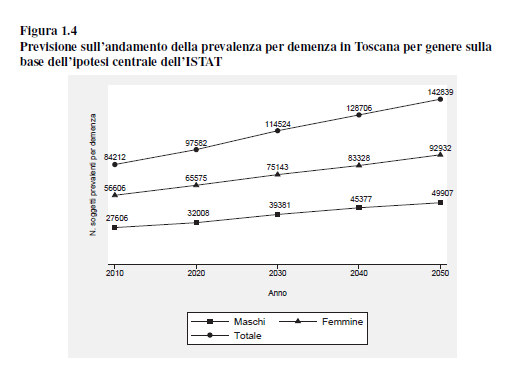 Figura 1.4
Previsione sull'andamento della prevalenza per demenza in Toscana per genere sulla
base dell'ipotesi centrale dell'ISTAT
N. soggetti prevalenti per demenza
84212
97582
114524
128706
142839
56606
65575
75143
83328
92932
27606
32008
39381
45377
49907
2010 2020 2030 2040 2050
Anno
Maschi Femmine
Totale